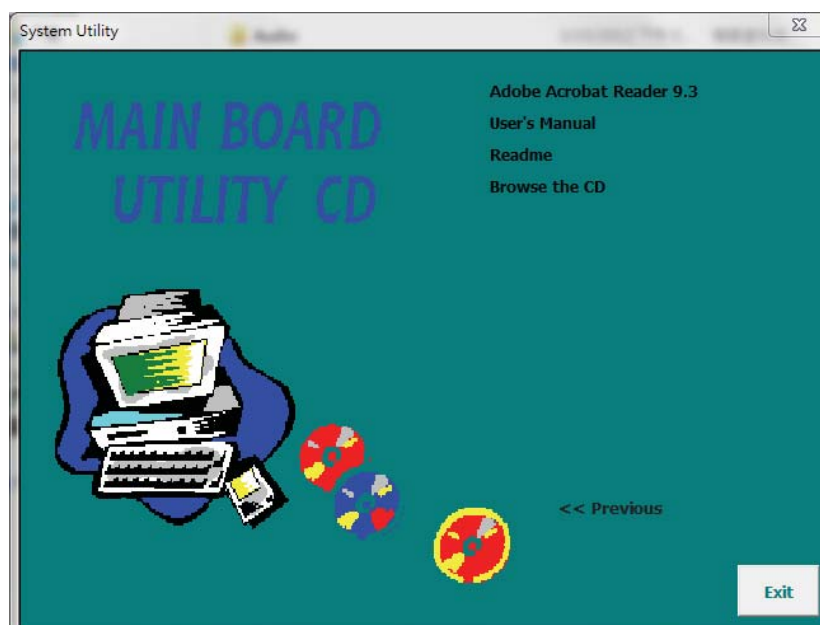 System Utility
MAIN BOARD
UTILITY CD
Adobe Acrobat Reader 9.3
User's Manual
Readme
Browse the CD
<< Previous
Exit